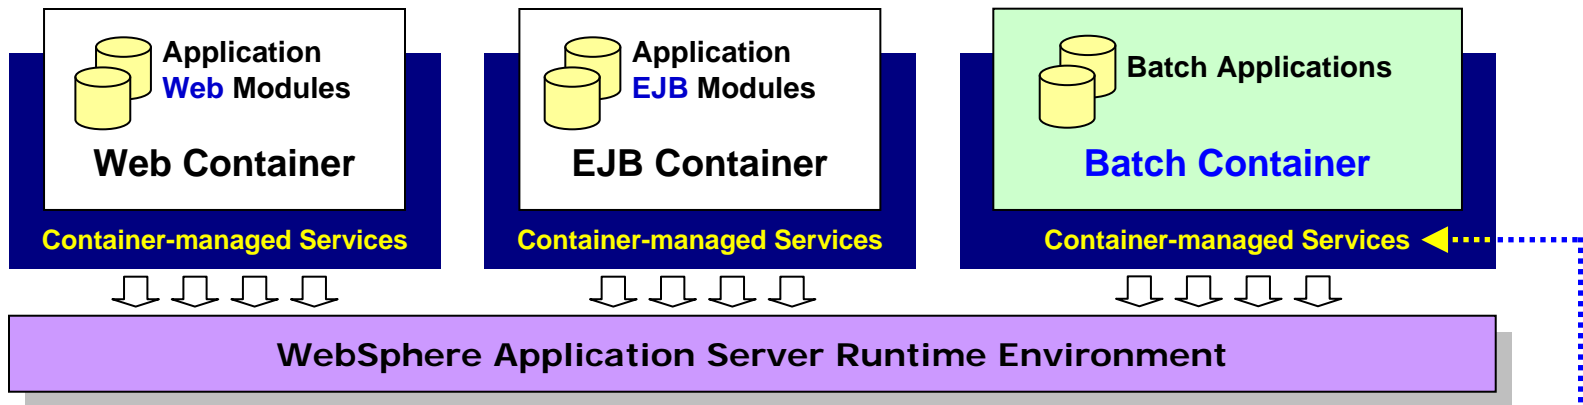 Application
Web Modules
Web Container
Container-managed Services
Application
EJB Modules
EJB Container
Container-managed Services
Batch Applications
Batch Container
Container-managed Services
WebSphere Application Server Runtime Environment